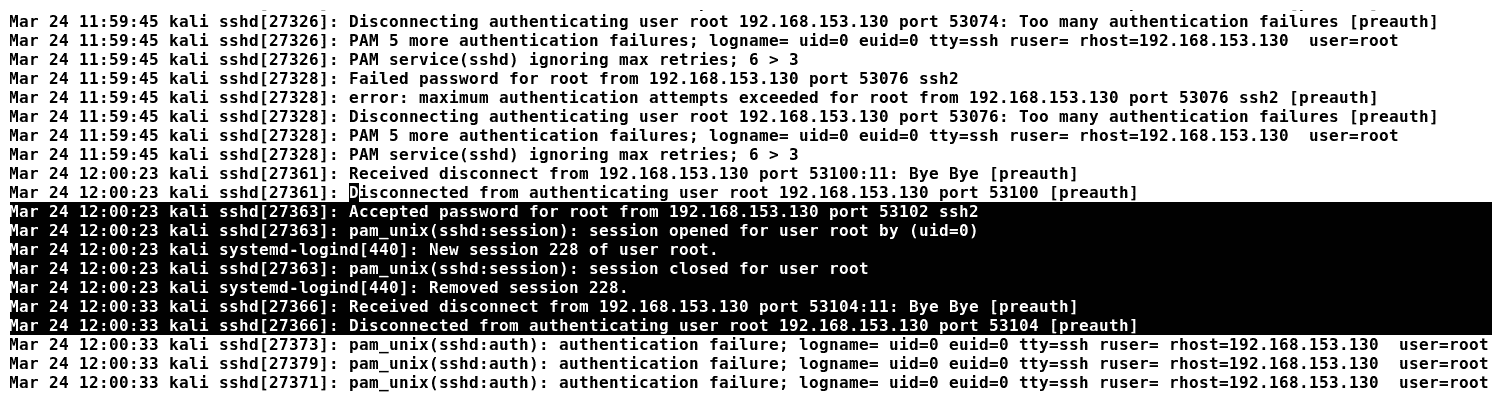 Mar 24 11:59:45 kali sshd[27326]: Disconnecting authenticating user root 192.168.153.130 port 53074: Too many authentication failures [preauth]
Mar 24 11:59:45 kali sshd[27326]: PAM 5 more authentication failures; logname= uid=0 euid=0 tty=ssh ruser= rhost=192.168.153.130  user=root
Mar 24 11:59:45 kali sshd[27326]: PAM service(sshd) ignoring max retries; 6 > 3
Mar 24 11:59:45 kali sshd[27328]: Failed password for root from 192.168.153.130 port 53076 ssh2
Mar 24 11:59:45 kali sshd[27328]: error: maximum authentication attempts exceeded for root from 192.168.153.130 port 53076 ssh2 [preauth]
Mar 24 11:59:45 kali sshd[27328]: Disconnecting authenticating user root 192.168.153.130 port 53076: Too many authentication failures [preauth]
Mar 24 11:59:45 kali sshd[27328]: PAM 5 more authentication failures; logname= uid=0 euid=0 tty=ssh ruser= rhost=192.168.153.130  user=root
Mar 24 11:59:45 kali sshd[27328]: PAM service(sshd) ignoring max retries; 6 > 3
Mar 24 12:00:23 kali sshd[27361]: Received disconnect from 192.168.153.130 port 53100:11: Bye Bye [preauth]
Mar 24 12:00:23 kali sshd[27361]: Disconnected from authenticating user root 192.168.153.130 port 53100 [preauth]
Mar 24 12:00:23 kali sshd[27363]: Accepted password for root from 192.168.153.130 port 53102 ssh2
Mar 24 12:00:23 kali sshd[27363]: pam_unix(sshd:session): session opened for user root by (uid=0)
Mar 24 12:00:23 kali systemd-logind[440]: New session 228 of user root.
Mar 24 12:00:23 kali sshd[27363]: pam_unix(sshd:session): session closed for user root
Mar 24 12:00:23 kali systemd-logind[440]: Removed session 228.
Mar 24 12:00:33 kali sshd[27366]: Received disconnect from 192.168.153.130 port 53104:11: Bye Bye [preauth]
Mar 24 12:00:33 kali sshd[27366]: Disconnected from authenticating user root 192.168.153.130 port 53104 [preauth]
Mar 24 12:00:33 kali sshd[27373]: pam_unix(sshd:auth): authentication failure; logname= uid=0 euid=0 tty=ssh ruser= rhost=192.168.153.130  user=root
Mar 24 12:00:33 kali sshd[27379]: pam_unix(sshd:auth): authentication failure; logname= uid=0 euid=0 tty=ssh ruser= rhost=192.168.153.130  user=root
Mar 24 12:00:33 kali sshd[27371]: pam_unix(sshd:auth): authentication failure; logname= uid=0 euid=0 tty=ssh ruser= rhost=192.168.153.130  user=root